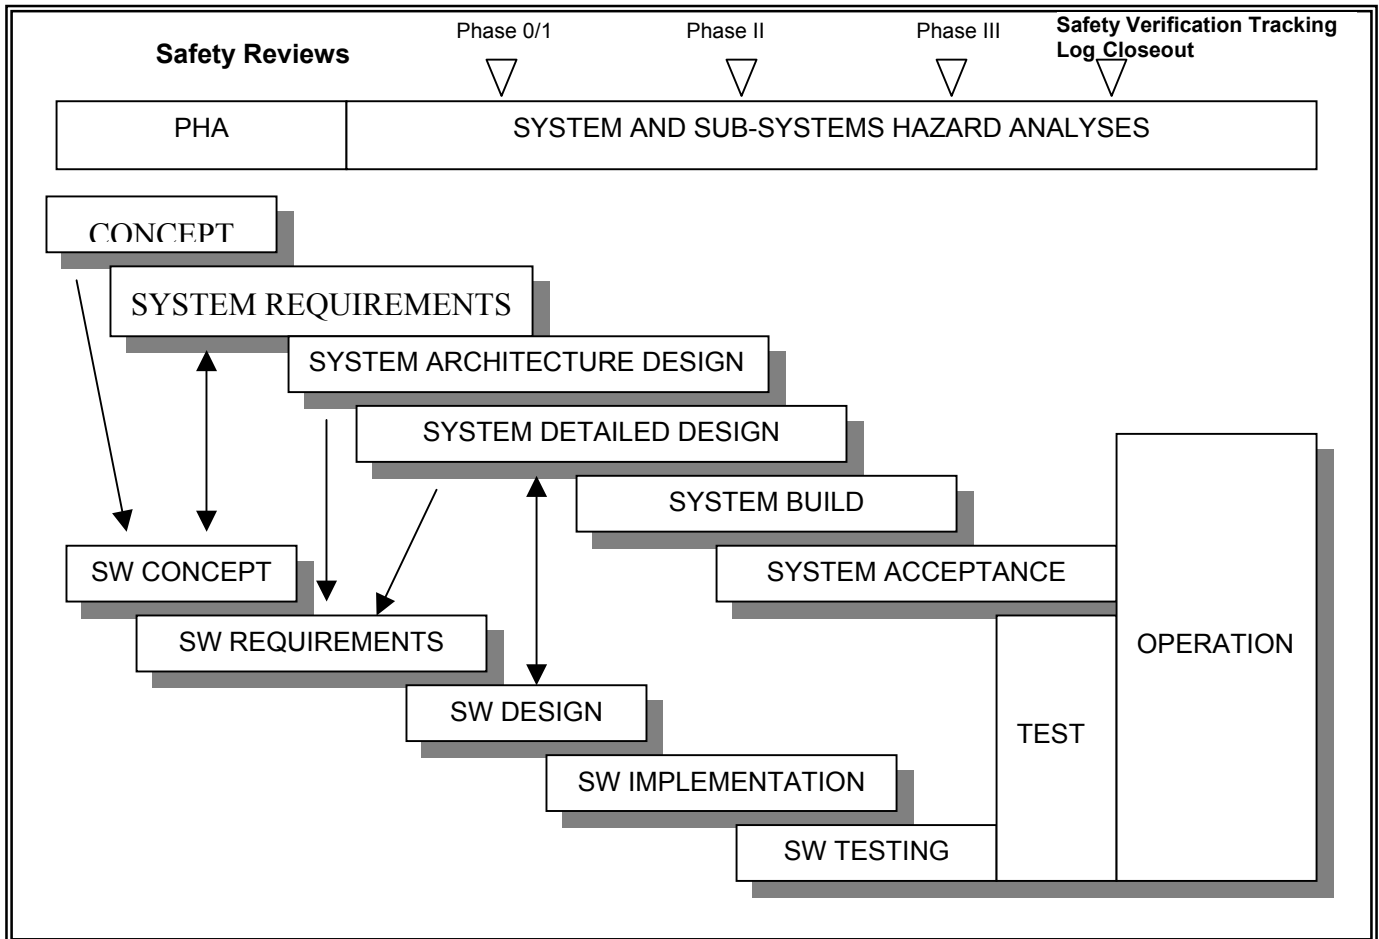 Safety Reviews
Phase 0/1
Phase II
Phase III
Safety Verification Tracking
Log Closeout
PHA
SYSTEM AND SUB-SYSTEMS HAZARD ANALYSES
CONCEPT
SYSTEM REQUIREMENTS
SYSTEM ARCHITECTURE DESIGN
SYSTEM DETAILED DESIGN
SYSTEM BUILD
SW CONCEPT
SYSTEM ACCEPTANCE
SW REQUIREMENTS
OPERATION
SW DESIGN
TEST
SW IMPLEMENTATION
SW TESTING